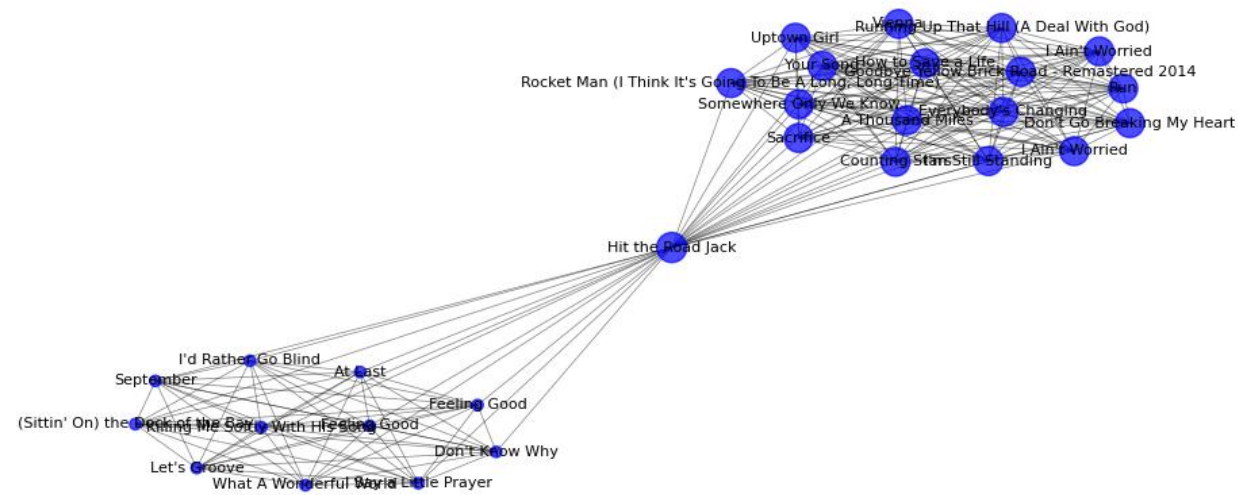 Vienna
Running Up That Hill (A Deal With God)
Uptown Girl
I Ain't Worried
How to Save a Life
Your Song
Goodbye Yellow Brick Road - Remastered 2014
Rocket Man (I Think It's Going To Be A Long, Long Time)
Run
Somewhere Only We Know
Everybody's Changing
A Thousand Miles
Don't Go Breaking My Heart
Sacrifice
I Ain't Worried
Counting Stars
I'm Still Standing
Hit the Road Jack
I'd Rather Go Blind
At Last
September
Feeling Good
(Sittin' On) the Dock of the Bay
Killing Me Softly With His Song
Feeling Good
Don't Know Why
Let's Groove
What A Wonderful World
I Say a Little Prayer